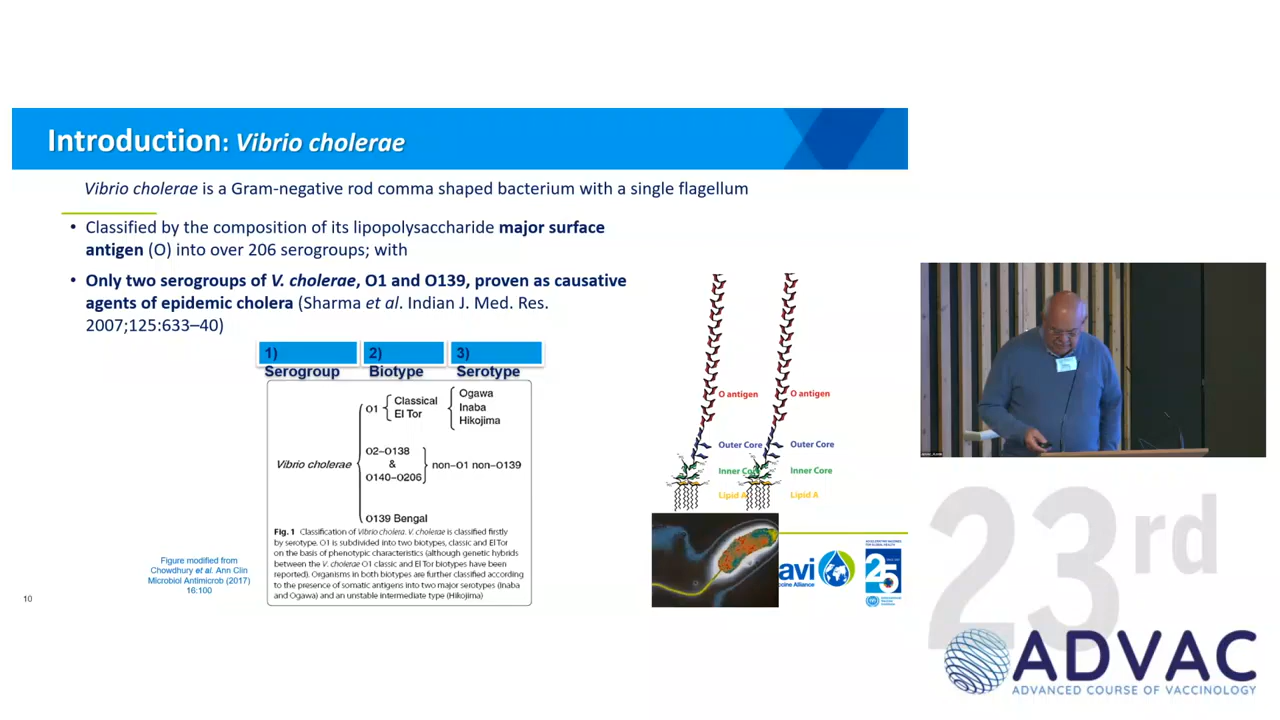 Introduction: Vibrio cholerae
Vibrio cholerae is a Gram-negative rod comma shaped bacterium with a single flagellum
• Classified by the composition of its lipopolysaccharide major surface
antigen (O) into over 206 serogroups; with
• Only two serogroups of V. cholerae, O1 and O139, proven as causative
agents of epidemic cholera (Sharma et al. Indian J. Med. Res.
2007;125:633–40)
1) 2) 3)
Serogroup Biotype Serotype
Vibrio cholerae
O1
Classical
El Tor
Ogawa
Inaba
Hikojima
O2–O138
&
O140–O206
non-O1 non-O139
O139 Bengal
Fig. 1 Classification of Vibrio cholera. V. cholerae is classified firstly
by serotype. O1 is subdivided into two biotypes, classic and El Tor
on the basis of phenotypic characteristics (although genetic hybrids
between the V. cholerae O1 classic and El Tor biotypes have been
reported). Organisms in both biotypes are further classified according
to the presence of somatic antigens into two major serotypes (Inaba
and Ogawa) and an unstable intermediate type (Hikojima)
Figure modified from
Chowdhury et al. Ann Clin
Microbiol Antimicrob (2017)
16:100
O antigen O antigen
Outer Core Outer Core
Inner Co Inner Core
Lipid A Lipid A
avi
cine Alliance
25
10
23rd
ADVAC
ADVANCED COURSE OF VACCINOLOGY